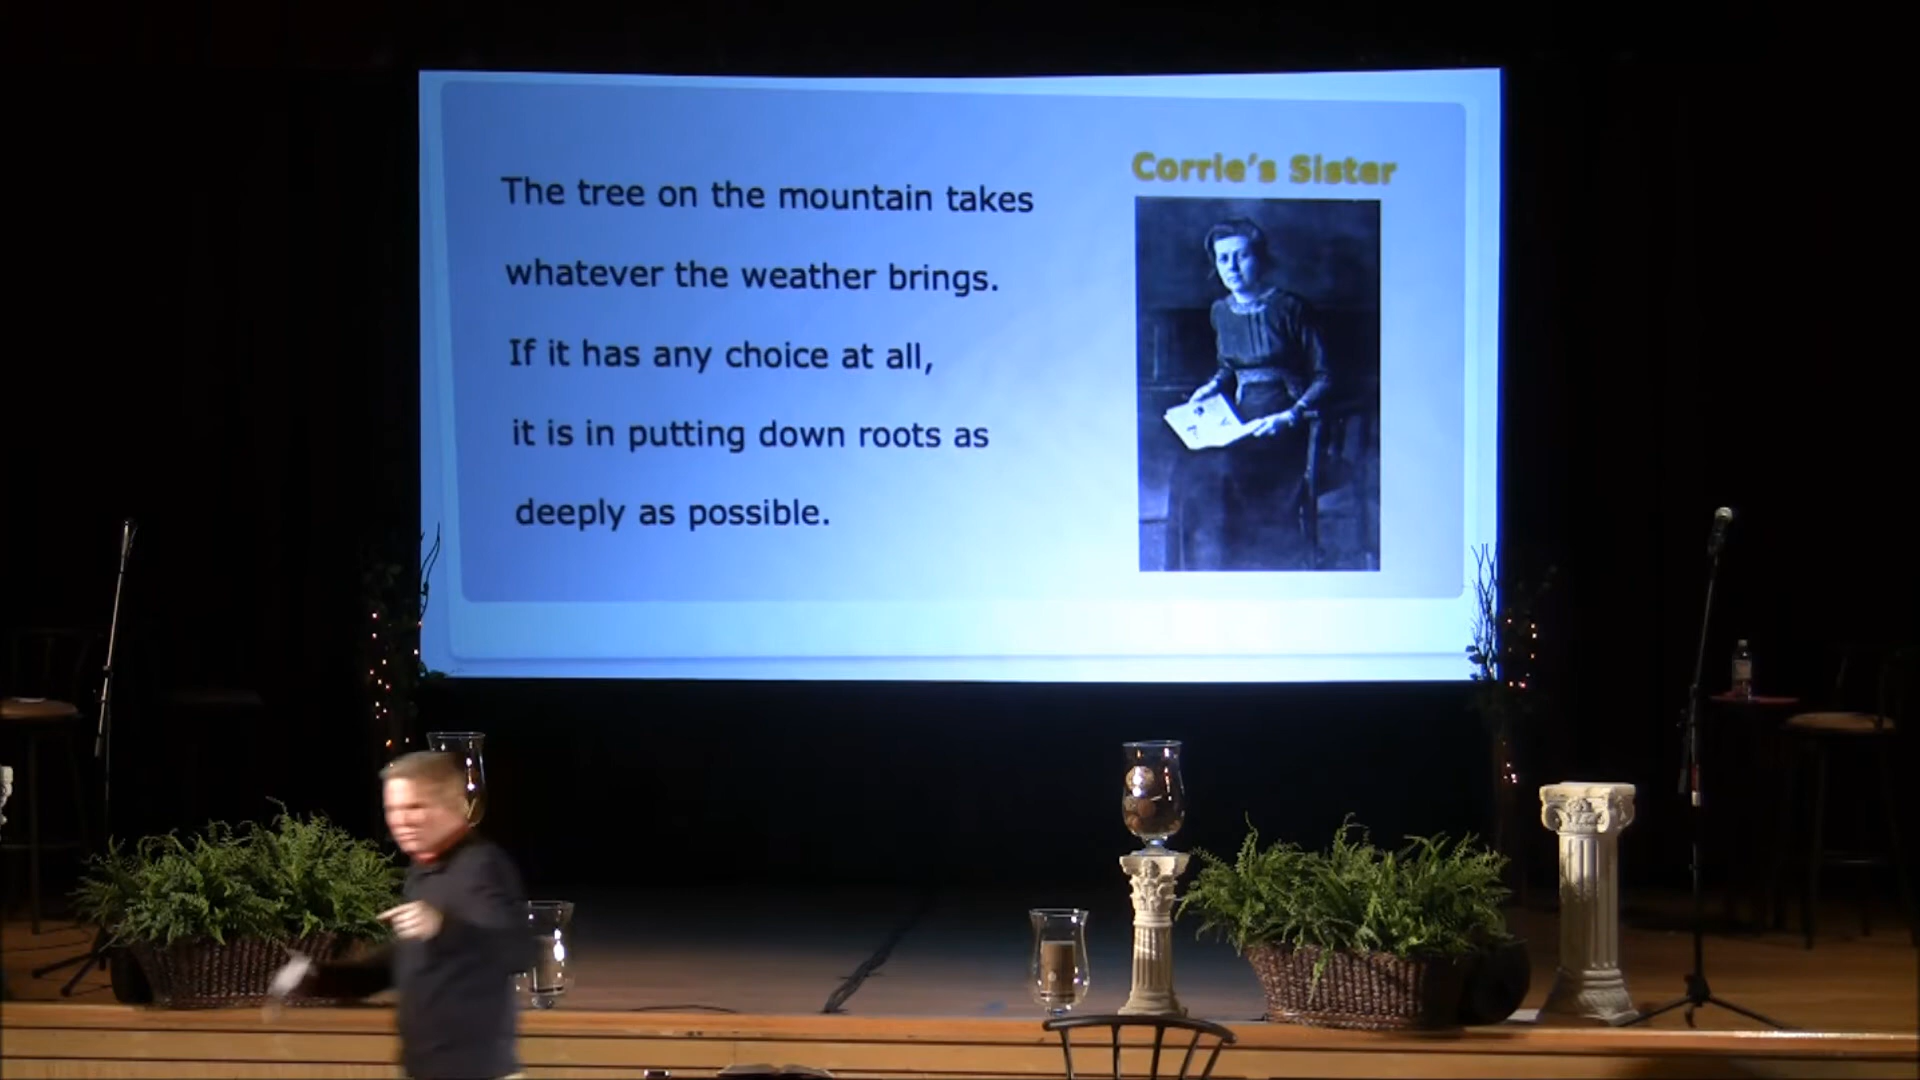 Corrie's Sister
The tree on the mountain takes
whatever the weather brings.
If it has any choice at all,
it is in putting down roots as
deeply as possible.